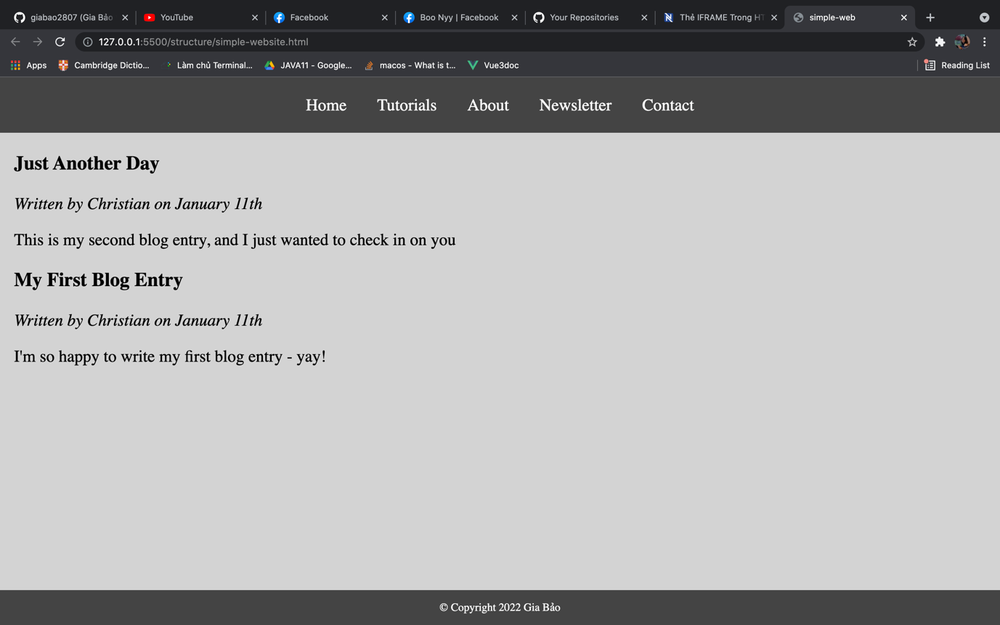 giabao2807 (Gia Bảo
YouTube
Facebook
Boo Nyy | Facebook
Your Repositories
Thẻ IFRAME Trong HT
simple-web
127.0.0.1:5500/structure/simple-website.html
Apps
Cambridge Dictio...
Làm chủ Terminal...
JAVA11 - Google...
macos - What is t...
Vue3doc
Reading List
Home
Tutorials
About
Newsletter
Contact
Just Another Day
Written by Christian on January 11th
This is my second blog entry, and I just wanted to check in on you
My First Blog Entry
Written by Christian on January 11th
I'm so happy to write my first blog entry - yay!
© Copyright 2022 Gia Bảo